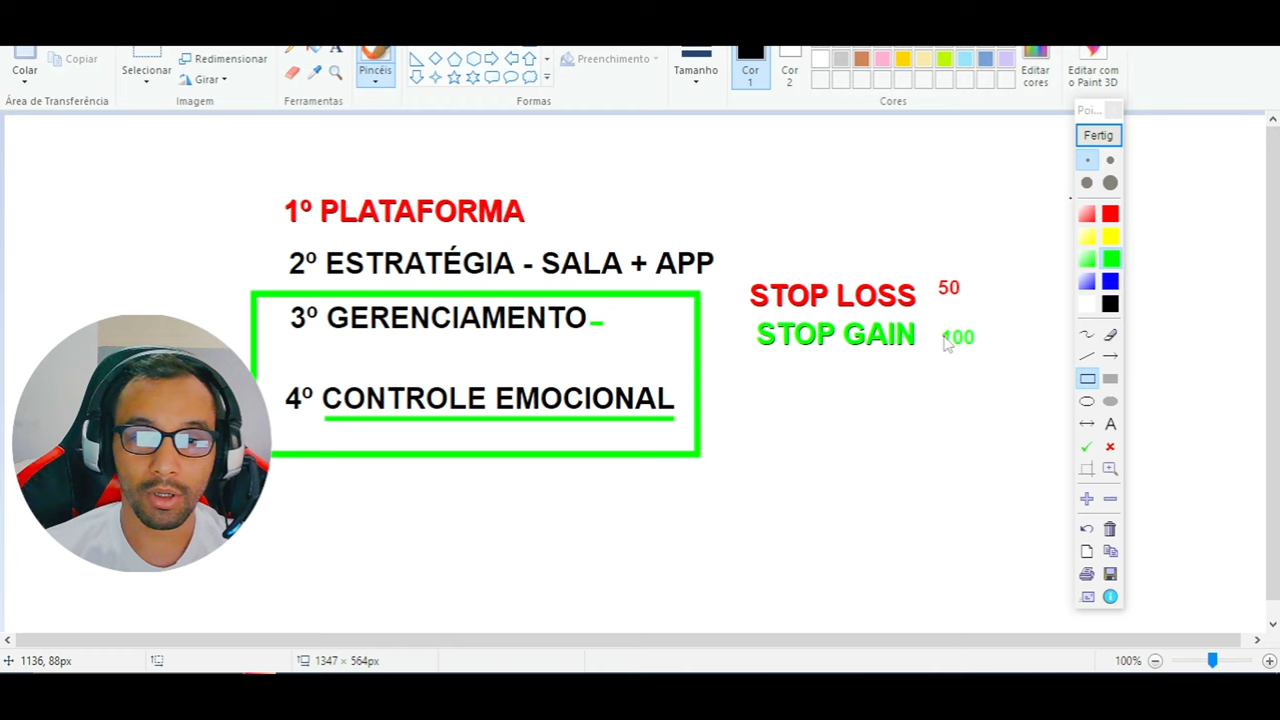 Colar
Copiar
Área de Transferência
Selecionar
Redimensionar
Girar
Imagem
A
Ferramentas
Pincéis
Formas
Preenchimento
Tamanho
Cor
1
Cor
2
Cores
Editar
cores
Editar com
o Paint 3D
Poi...
Fertig
A
1º PLATAFORMA
2º ESTRATÉGIA - SALA + APP
3º GERENCIAMENTO -
4º CONTROLE EMOCIONAL
STOP LOSS 50
STOP GAIN 100
1136, 88px
1347 × 564px
100%